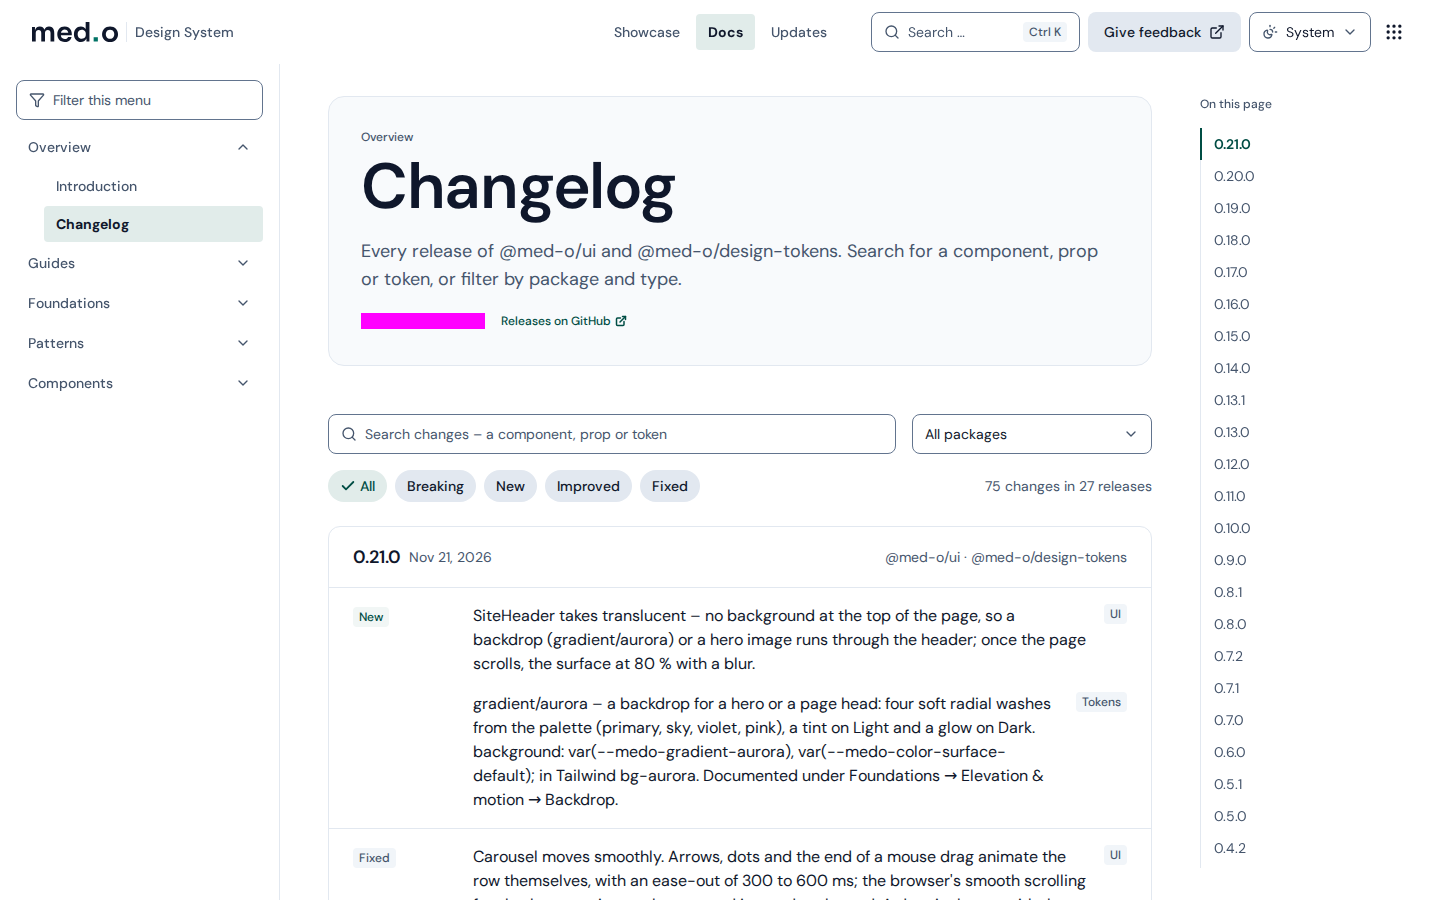 med.o
Design System
Showcase
Docs
Updates
Search ...
Ctrl K
Give feedback
System
Filter this menu
Overview
Introduction
Changelog
Guides
Foundations
Patterns
Components
Overview
Changelog
Every release of @med-o/ui and @med-o/design-tokens. Search for a component, prop
or token, or filter by package and type.
Releases on GitHub
Search changes – a component, prop or token
All packages
All
Breaking
New
Improved
Fixed
75 changes in 27 releases
0.21.0 Nov 21, 2026
@med-o/ui · @med-o/design-tokens
New
SiteHeader takes translucent – no background at the top of the page, so a
backdrop (gradient/aurora) or a hero image runs through the header; once the page
scrolls, the surface at 80 % with a blur.
UI
gradient/aurora – a backdrop for a hero or a page head: four soft radial washes
from the palette (primary, sky, violet, pink), a tint on Light and a glow on Dark.
background: var(--medo-gradient-aurora), var(--medo-color-surface-
default); in Tailwind bg-aurora. Documented under Foundations → Elevation &
motion → Backdrop.
Tokens
Fixed
Carousel moves smoothly. Arrows, dots and the end of a mouse drag animate the
row themselves, with an ease-out of 300 to 600 ms; the browser's smooth scrolling
UI
On this page
0.21.0
0.20.0
0.19.0
0.18.0
0.17.0
0.16.0
0.15.0
0.14.0
0.13.1
0.13.0
0.12.0
0.11.0
0.10.0
0.9.0
0.8.1
0.8.0
0.7.2
0.7.1
0.7.0
0.6.0
0.5.1
0.5.0
0.4.2